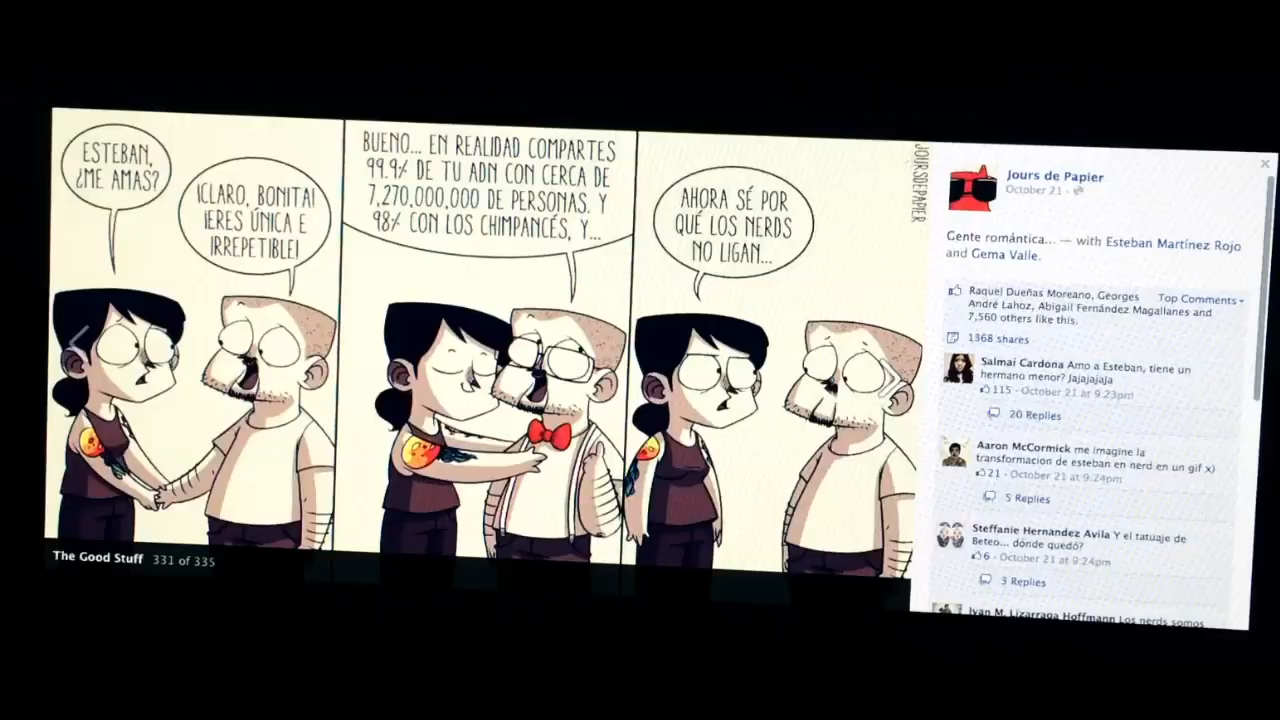 ESTEBAN,
¿ME AMAS?
¡CLARO, BONITA!
¡ERES ÚNICA E
IRREPETIBLE!
BUENO... EN REALIDAD COMPARTES
99.9% DE TU ADN CON CERCA DE
7,270,000,000 DE PERSONAS. Y
98% CON LOS CHIMPANCÉS, Y...
AHORA SÉ POR
QUÉ LOS NERDS
NO LIGAN...
JOURSDEPAPIER
The Good Stuff 331 of 335
Jours de Papier
October 21 ·
Gente romántica... — with Esteban Martínez Rojo
and Gema Valle.
Top Comments
Raquel Dueñas Moreano, Georges
André Lahoz, Abigail Fernández Magallanes and
7,560 others like this.
1368 shares
Salmai Cardona Amo a Esteban, tiene un
hermano menor? Jajajajaja
115 · October 21 at 9:23pm
20 Replies
Aaron McCormick me imagine la
transformacion de esteban en nerd en un gif x)
21 · October 21 at 9:24pm
5 Replies
Steffanie Hernandez Avila Y el tatuaje de
Beteo... dónde quedó?
6 · October 21 at 9:24pm
3 Replies
Ivan M. Lizarraga Hoffmann Los nerds somos